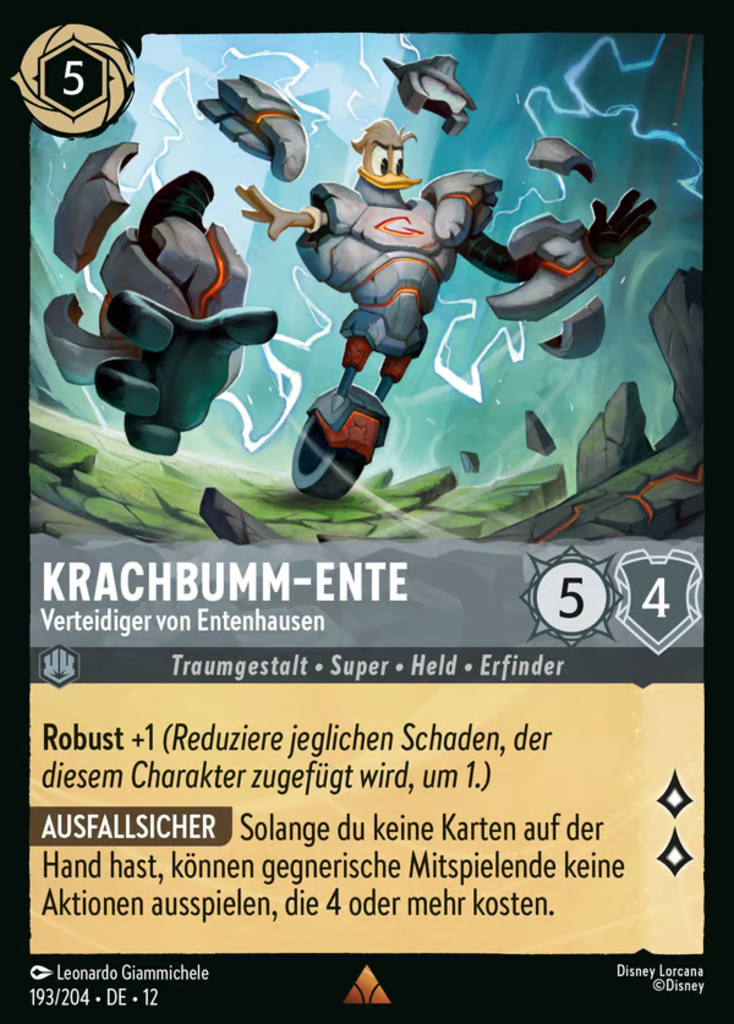 5
G
KRACHBUMM-ENTE
Verteidiger von Entenhausen
5
4
Traumgestalt • Super • Held • Erfinder
Robust +1 (Reduziere jeglichen Schaden, der
diesem Charakter zugefügt wird, um 1.)
AUSFALLSICHER Solange du keine Karten auf der
Hand hast, können gegnerische Mitspielende keine
Aktionen ausspielen, die 4 oder mehr kosten.
Leonardo Giammichele
193/204 • DE • 12
Disney Lorcana
©Disney